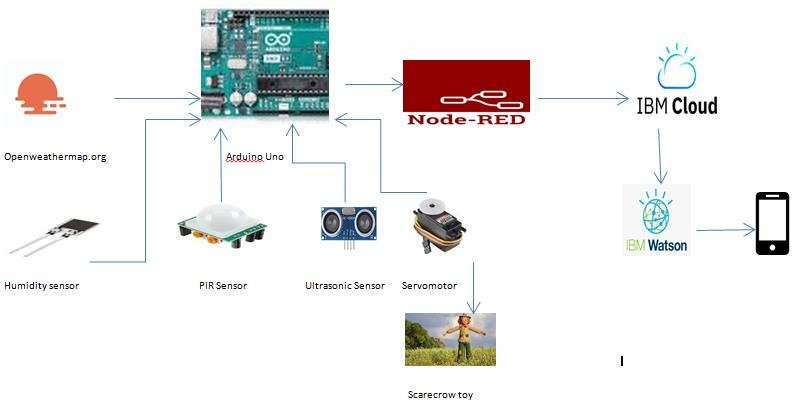 IBM Cloud
Node-RED
Openweathermap.org
Arduino Uno
IBM Watson
Humidity sensor
PIR Sensor
Ultrasonic Sensor
Servomotor
Scarecrow toy